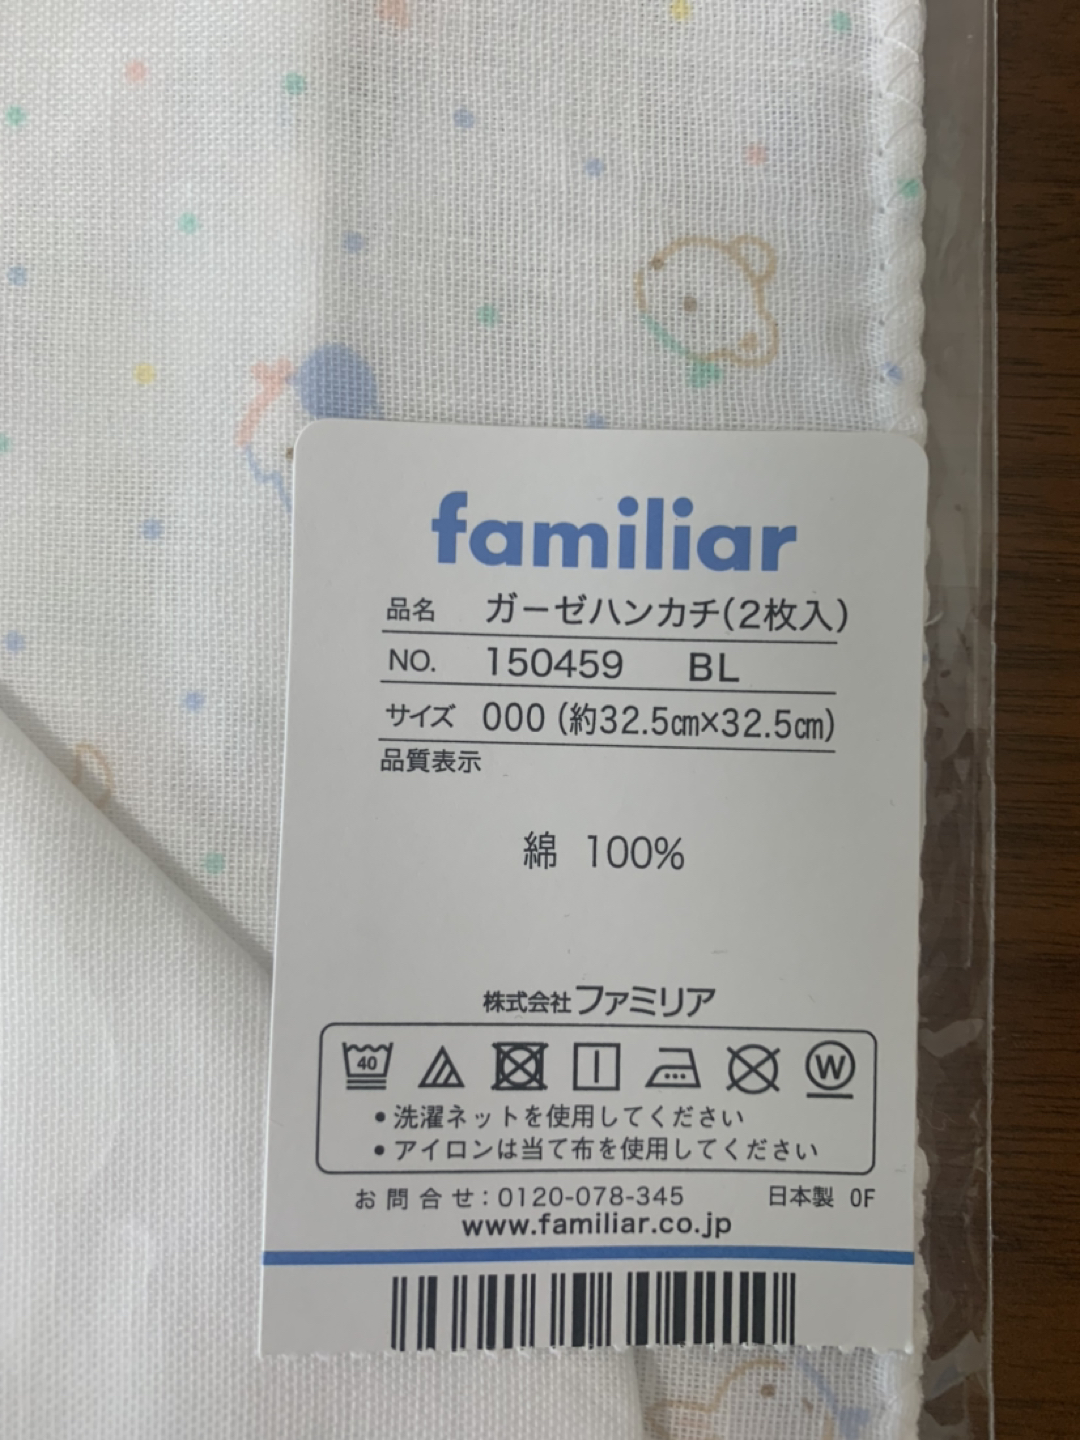 familiar
品名 ガーゼハンカチ(2枚入)
NO. 150459 BL
サイズ 000 (約32.5㎝×32.5㎝)
品質表示
綿 100%
株式会社ファミリア
40 W
• 洗濯ネットを使用してください
• アイロンは当て布を使用してください
お問合せ:0120-078-345 日本製 0F
www.familiar.co.jp